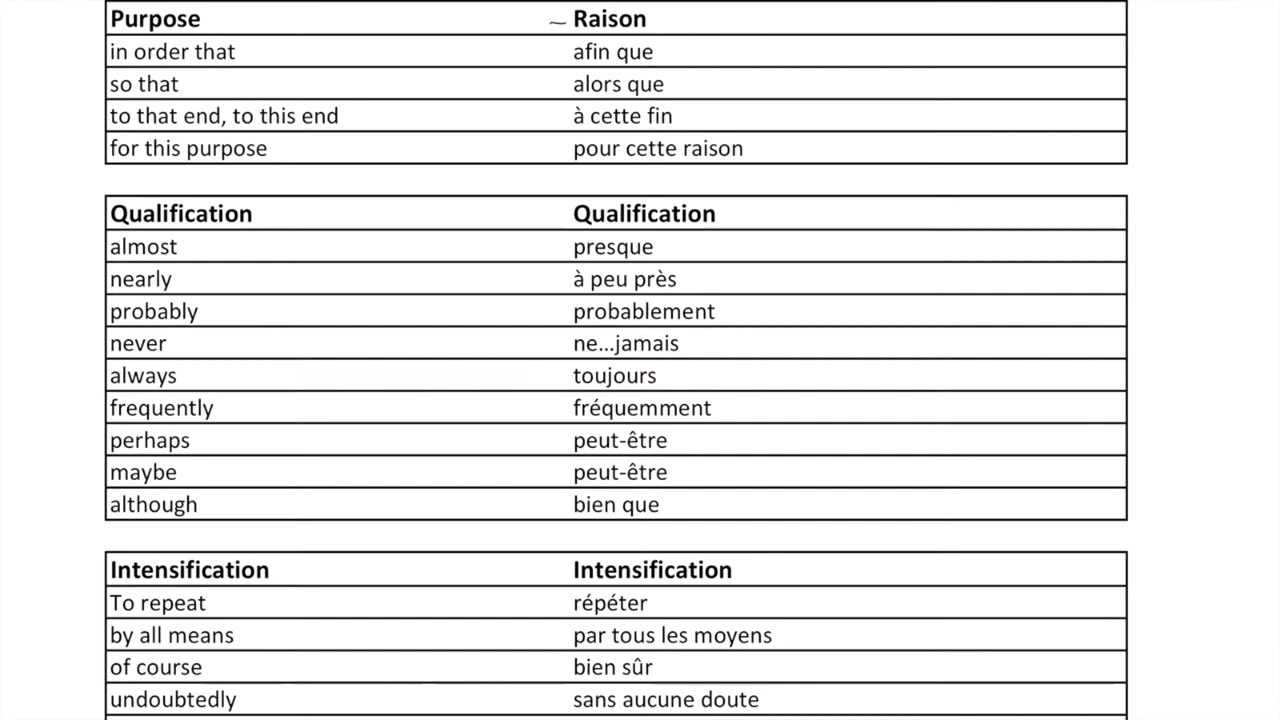 Purpose Raison
in order that afin que
so that alors que
to that end, to this end à cette fin
for this purpose pour cette raison
Qualification Qualification
almost presque
nearly à peu près
probably probablement
never ne...jamais
always toujours
frequently fréquemment
perhaps peut-être
maybe peut-être
although bien que
Intensification Intensification
To repeat répéter
by all means par tous les moyens
of course bien sûr
undoubtedly sans aucune doute